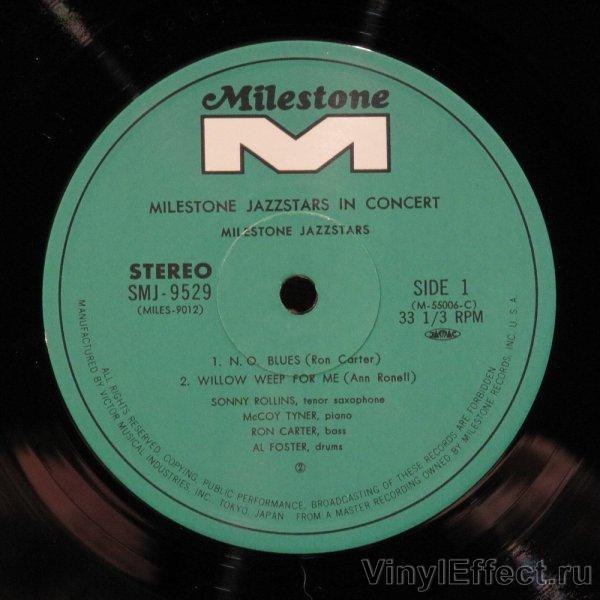 Milestone
M
MILESTONE JAZZSTARS IN CONCERT
MILESTONE JAZZSTARS
STEREO
SMJ-9529
(MILES-9012)
SIDE 1
(M-55006-C)
33 1/3 RPM
1. N. O. BLUES (Ron Carter)
2. WILLOW WEEP FOR ME (Ann Ronell)
SONNY ROLLINS, tenor saxophone
McCOY TYNER, piano
RON CARTER, bass
AL FOSTER, drums
②
MANUFACTURED BY VICTOR MUSICAL INDUSTRIES, INC. TOKYO, JAPAN FROM A MASTER RECORDING OWNED BY MILESTONE RECORDS INC. U.S.A.
ALL RIGHTS RESERVED. COPYING, PUBLIC PERFORMANCE, BROADCASTING OF THESE RECORDS ARE FORBIDDEN
VinylEffect.ru